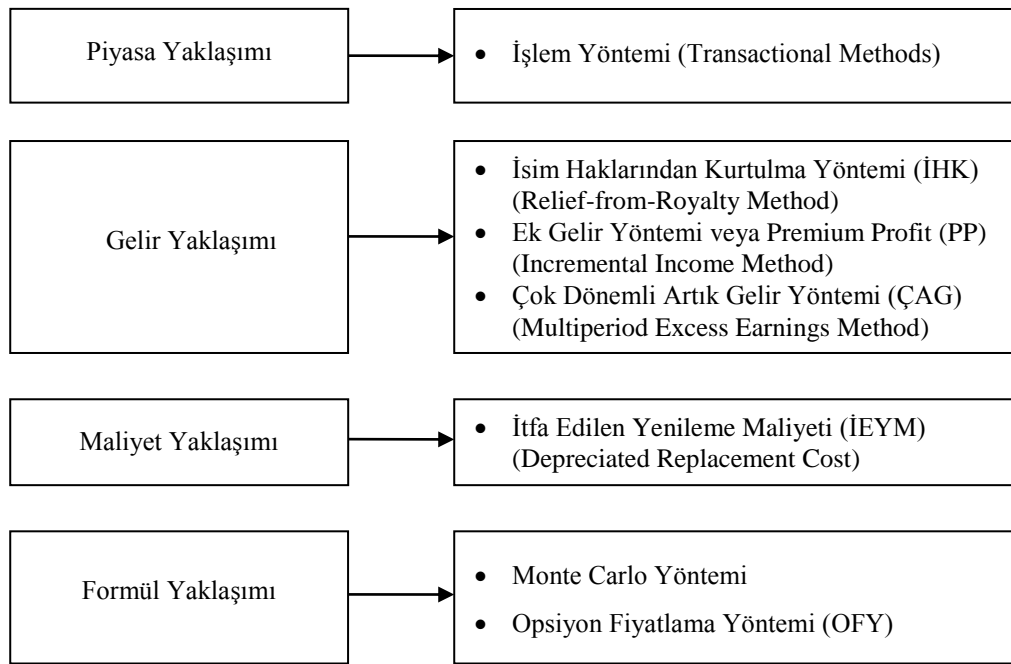 Piyasa Yaklaşımı
• İşlem Yöntemi (Transactional Methods)
Gelir Yaklaşımı
• İsim Haklarından Kurtulma Yöntemi (İHK)
(Relief-from-Royalty Method)
• Ek Gelir Yöntemi veya Premium Profit (PP)
(Incremental Income Method)
• Çok Dönemli Artık Gelir Yöntemi (ÇAG)
(Multiperiod Excess Earnings Method)
Maliyet Yaklaşımı
• İtfa Edilen Yenileme Maliyeti (İEYM)
(Depreciated Replacement Cost)
Formül Yaklaşımı
• Monte Carlo Yöntemi
• Opsiyon Fiyatlama Yöntemi (OFY)